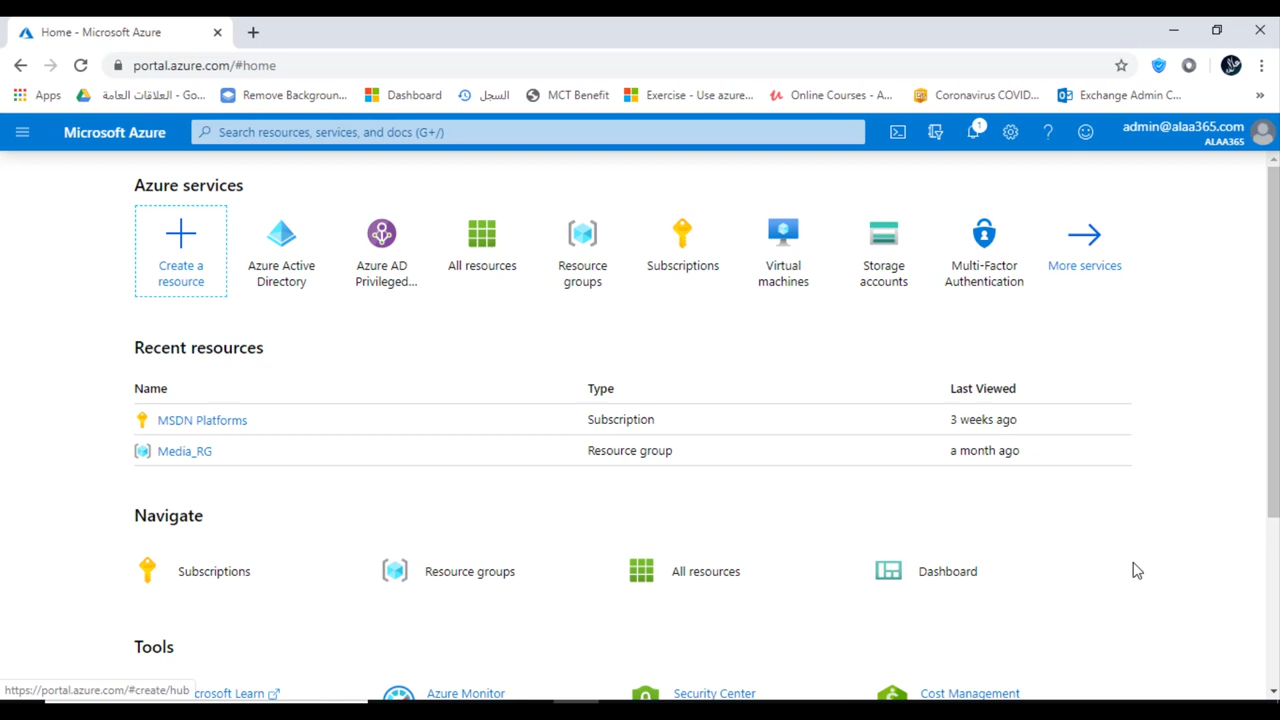 Home - Microsoft Azure
portal.azure.com/#home
Apps العلاقات العامة - Go... Remove Backgroun... Dashboard السجل MCT Benefit Exercise - Use azure... Online Courses - A... Coronavirus COVID... Exchange Admin C... »
Microsoft Azure Search resources, services, and docs (G+/) 1 admin@alaa365.com
ALAA365
Azure services
Create a resource
Azure Active Directory
Azure AD Privileged...
All resources
Resource groups
Subscriptions
Virtual machines
Storage accounts
Multi-Factor Authentication
More services
Recent resources
Name Type Last Viewed
MSDN Platforms Subscription 3 weeks ago
Media_RG Resource group a month ago
Navigate
Subscriptions Resource groups All resources Dashboard
Tools
https://portal.azure.com/#create/hub
crosoft Learn Azure Monitor Security Center Cost Management